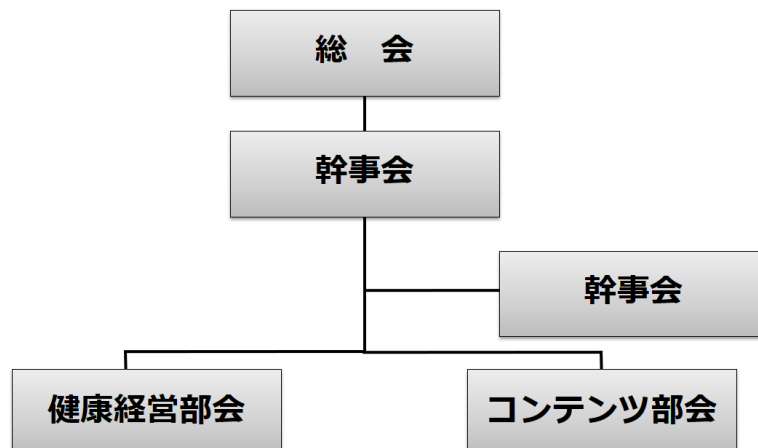 総　会
幹事会
幹事会
健康経営部会
コンテンツ部会